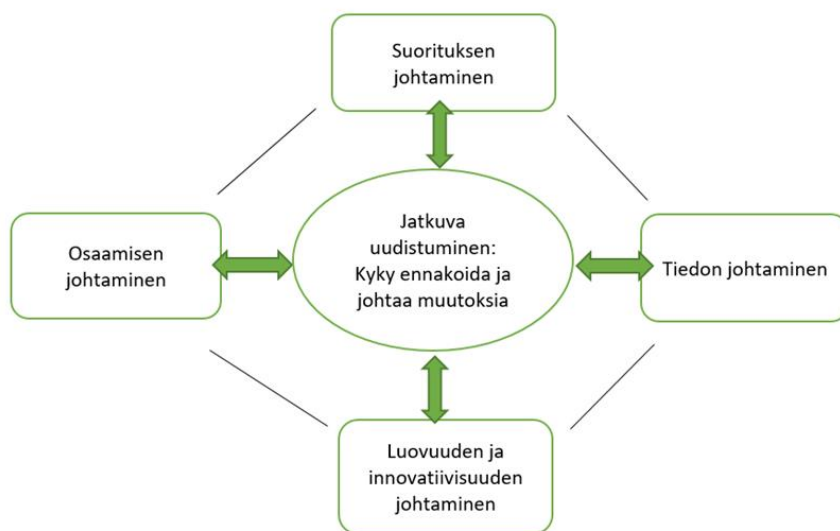 Suorituksen
johtaminen
Osaamisen
johtaminen
Jatkuva
uudistuminen:
Kyky ennakoida ja
johtaa muutoksia
Tiedon johtaminen
Luovuuden ja
innovatiivisuuden
johtaminen